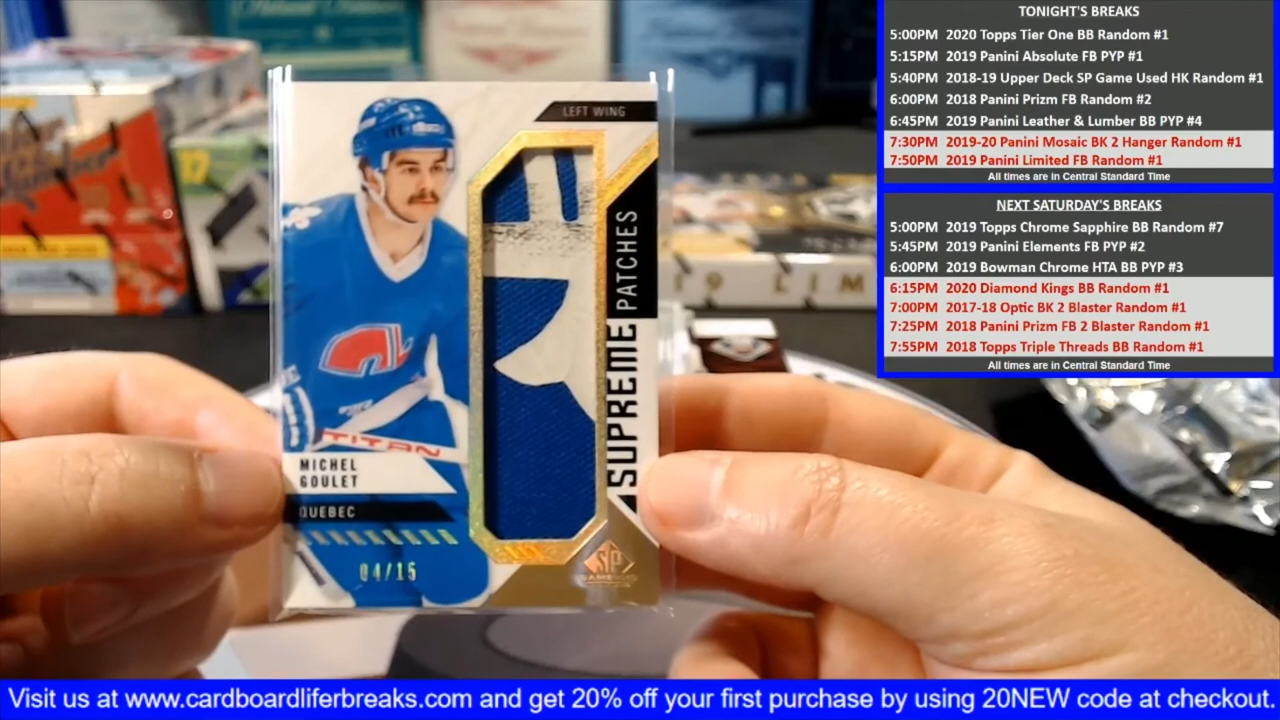 TONIGHT'S BREAKS
5:00PM 2020 Topps Tier One BB Random #1
5:15PM 2019 Panini Absolute FB PYP #1
5:40PM 2018-19 Upper Deck SP Game Used HK Random #1
6:00PM 2018 Panini Prizm FB Random #2
6:45PM 2019 Panini Leather & Lumber BB PYP #4
7:30PM 2019-20 Panini Mosaic BK 2 Hanger Random #1
7:50PM 2019 Panini Limited FB Random #1
All times are in Central Standard Time
NEXT SATURDAY'S BREAKS
5:00PM 2019 Topps Chrome Sapphire BB Random #7
5:45PM 2019 Panini Elements FB PYP #2
6:00PM 2019 Bowman Chrome HTA BB PYP #3
6:15PM 2020 Diamond Kings BB Random #1
7:00PM 2017-18 Optic BK 2 Blaster Random #1
7:25PM 2018 Panini Prizm FB 2 Blaster Random #1
7:55PM 2018 Topps Triple Threads BB Random #1
All times are in Central Standard Time
LEFT WING
SUPREME PATCHES
TITAN
MICHEL
GOULET
QUEBEC
04/15
SP
GAME USED
17
LIM
Visit us at www.cardboardliferbreaks.com and get 20% off your first purchase by using 20NEW code at checkout.